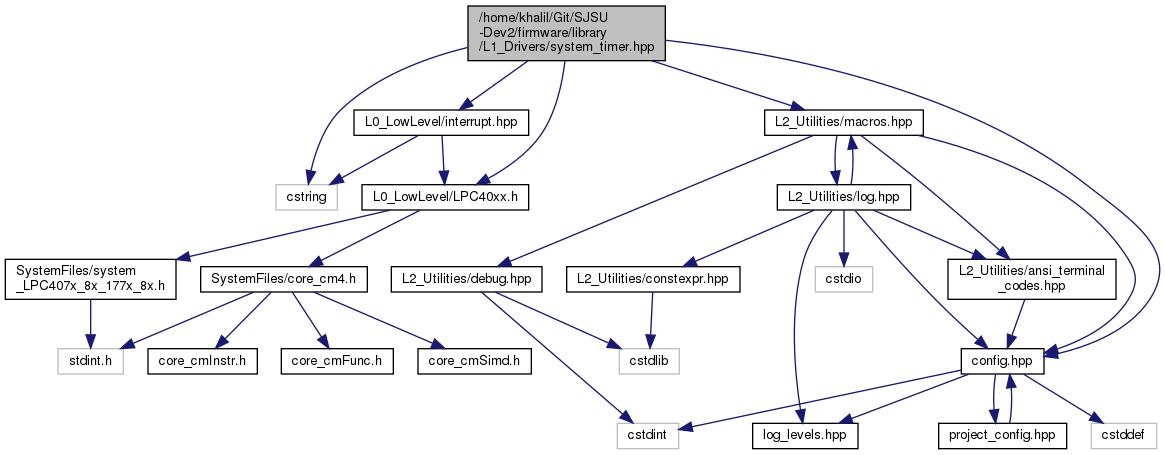 /home/khalil/Git/SJSU
-Dev2/firmware/library
/L1_Drivers/system_timer.hpp
L0_LowLevel/interrupt.hpp
L2_Utilities/macros.hpp
cstring
L0_LowLevel/LPC40xx.h
L2_Utilities/log.hpp
SystemFiles/system
_LPC407x_8x_177x_8x.h
SystemFiles/core_cm4.h
L2_Utilities/debug.hpp
L2_Utilities/constexpr.hpp
cstdio
L2_Utilities/ansi_terminal
_codes.hpp
stdint.h
core_cmInstr.h
core_cmFunc.h
core_cmSimd.h
cstdlib
config.hpp
cstdint
log_levels.hpp
project_config.hpp
cstddef